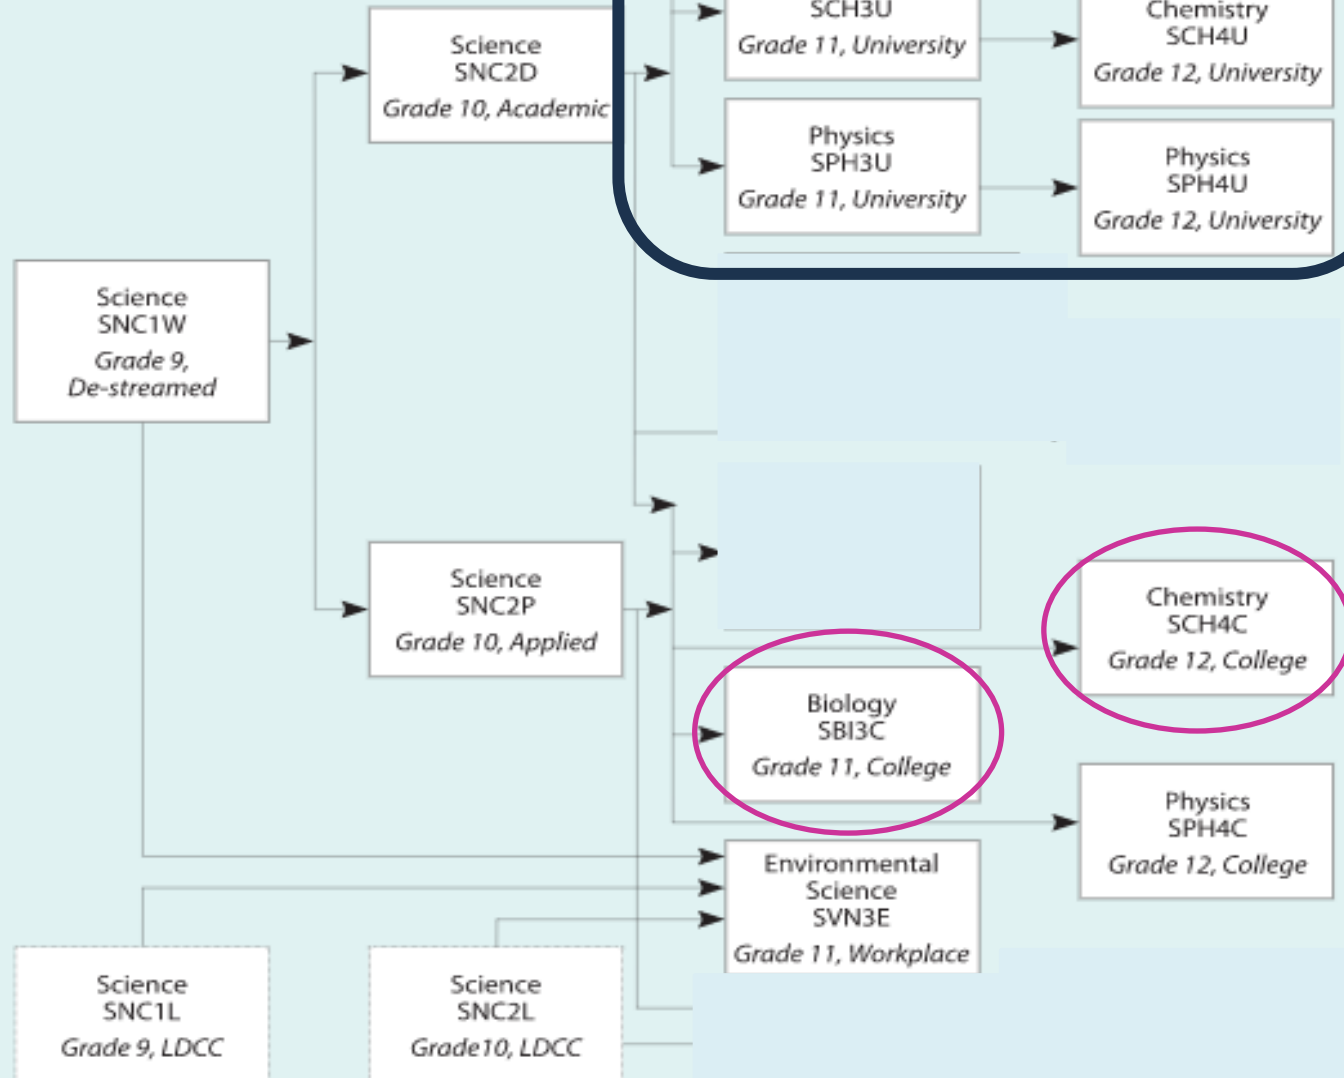 Science
SNC2D
Grade 10, Academic
SCH3U
Grade 11, University
Chemistry
SCH4U
Grade 12, University
Physics
SPH3U
Grade 11, University
Physics
SPH4U
Grade 12, University
Science
SNC1W
Grade 9,
De-streamed
Science
SNC2P
Grade 10, Applied
Chemistry
SCH4C
Grade 12, College
Biology
SBI3C
Grade 11, College
Physics
SPH4C
Grade 12, College
Environmental
Science
SVN3E
Grade 11, Workplace
Science
SNC1L
Grade 9, LDCC
Science
SNC2L
Grade10, LDCC